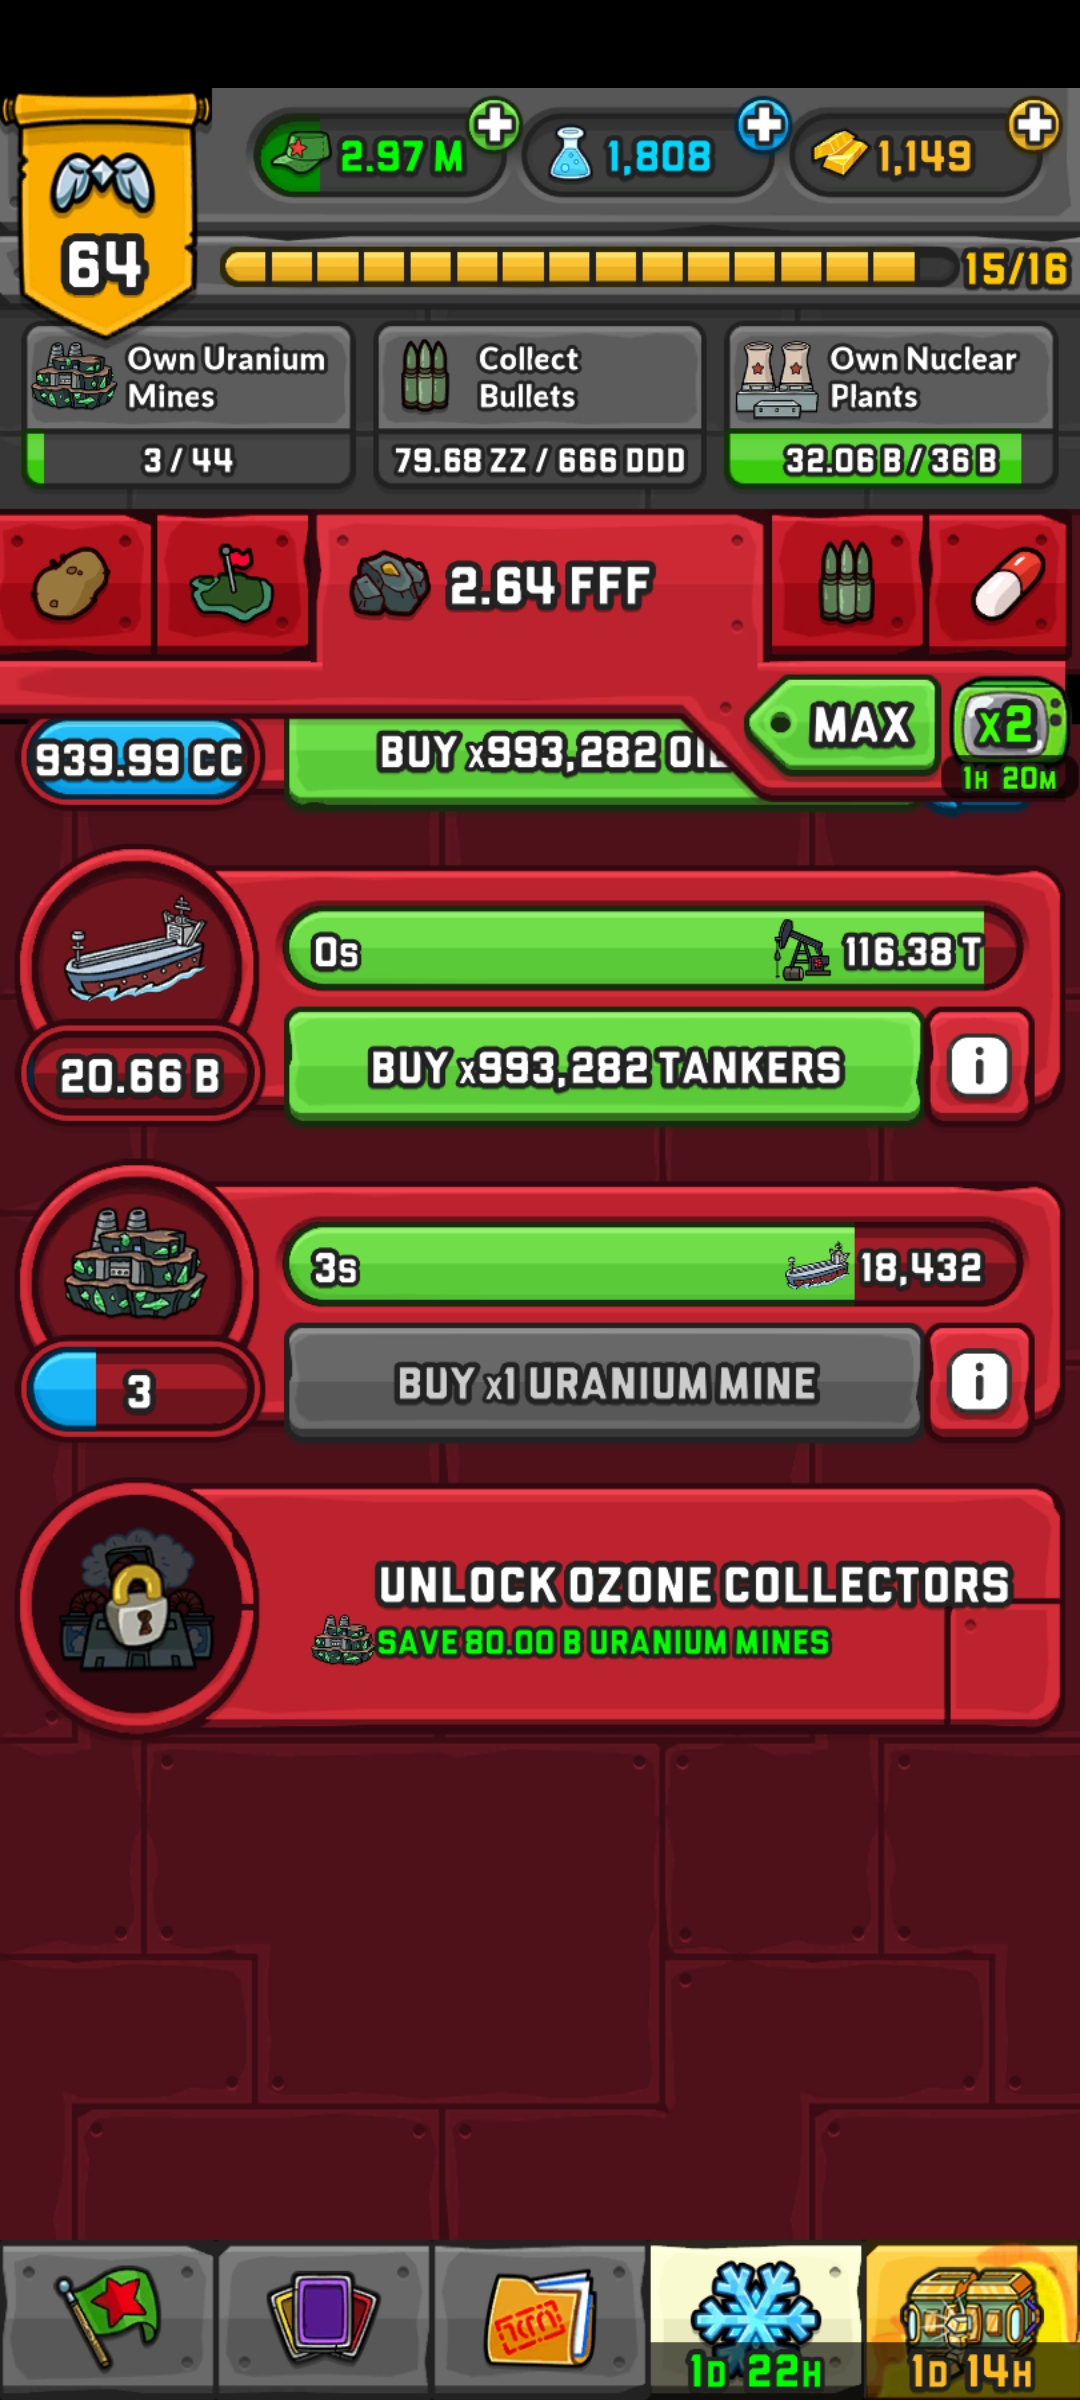 64
2.97 M
1,808
1,149
15/16
Own Uranium
Mines
3 / 44
Collect
Bullets
79.68 ZZ / 666 DDD
Own Nuclear
Plants
32.06 B / 36 B
2.64 FFF
MAX
X2
1H 20M
939.99 CC
BUY x993,282 OIL
0s
116.38 T
20.66 B
BUY x993,282 TANKERS
i
3s
18,432
3
BUY x1 URANIUM MINE
i
UNLOCK OZONE COLLECTORS
SAVE 80.00 B URANIUM MINES
1D 22H
1D 14H